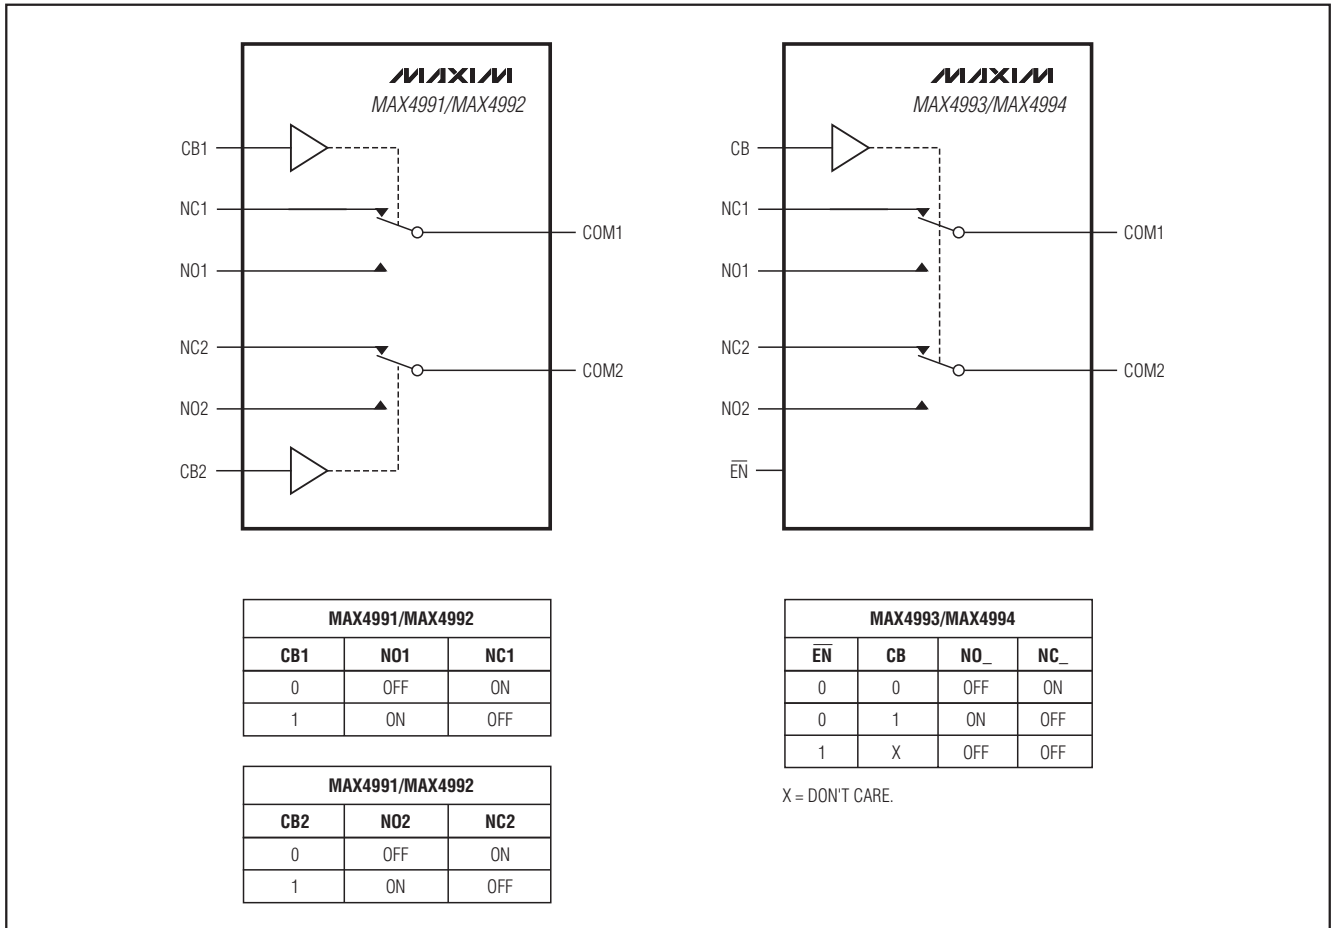 MAXIM
MAX4991/MAX4992
CB1
NC1
COM1
NO1
NC2
COM2
NO2
CB2
MAXIM
MAX4993/MAX4994
CB
NC1
COM1
NO1
NC2
COM2
NO2
E̅N̅
MAX4991/MAX4992
CB1 NO1 NC1
0 OFF ON
1 ON OFF
MAX4991/MAX4992
CB2 NO2 NC2
0 OFF ON
1 ON OFF
MAX4993/MAX4994
E̅N̅ CB NO_ NC_
0 0 OFF ON
0 1 ON OFF
1 X OFF OFF
X = DON'T CARE.